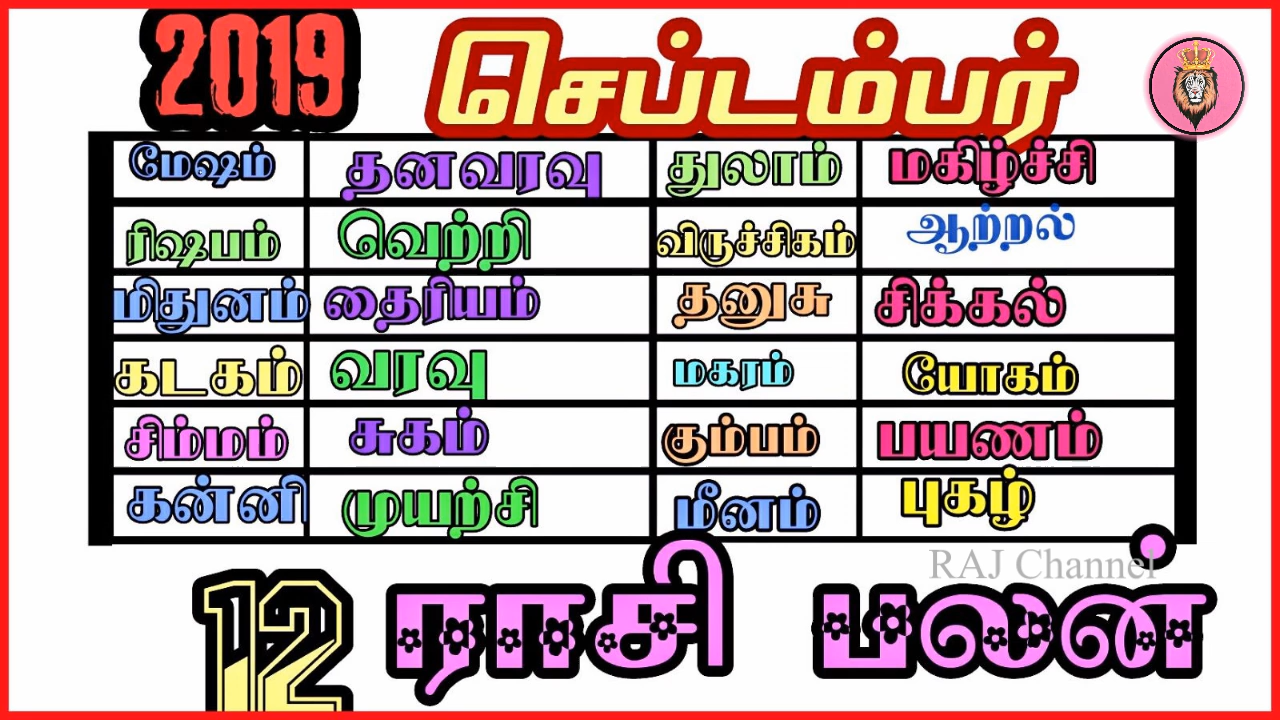 2019 செப்டம்பர்
மேஷம் தனவரவு துலாம் மகிழ்ச்சி
ரிஷபம் வெற்றி விருச்சிகம் ஆற்றல்
மிதுனம் தைரியம் தனுசு சிக்கல்
கடகம் வரவு மகரம் யோகம்
சிம்மம் சுகம் கும்பம் பயணம்
கன்னி முயற்சி மீனம் புகழ்
RAJ Channel
12 ராசி பலன்